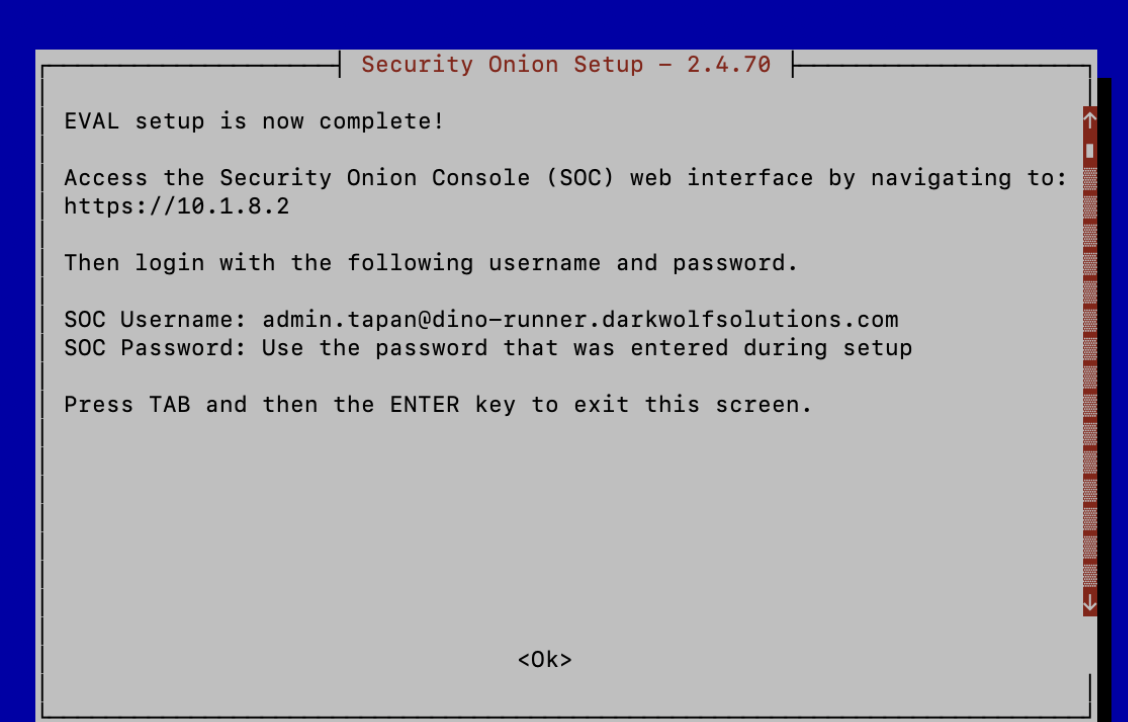 Security Onion Setup - 2.4.70
EVAL setup is now complete!
Access the Security Onion Console (SOC) web interface by navigating to:
https://10.1.8.2
Then login with the following username and password.
SOC Username: admin.tapan@dino-runner.darkwolfsolutions.com
SOC Password: Use the password that was entered during setup
Press TAB and then the ENTER key to exit this screen.
<Ok>